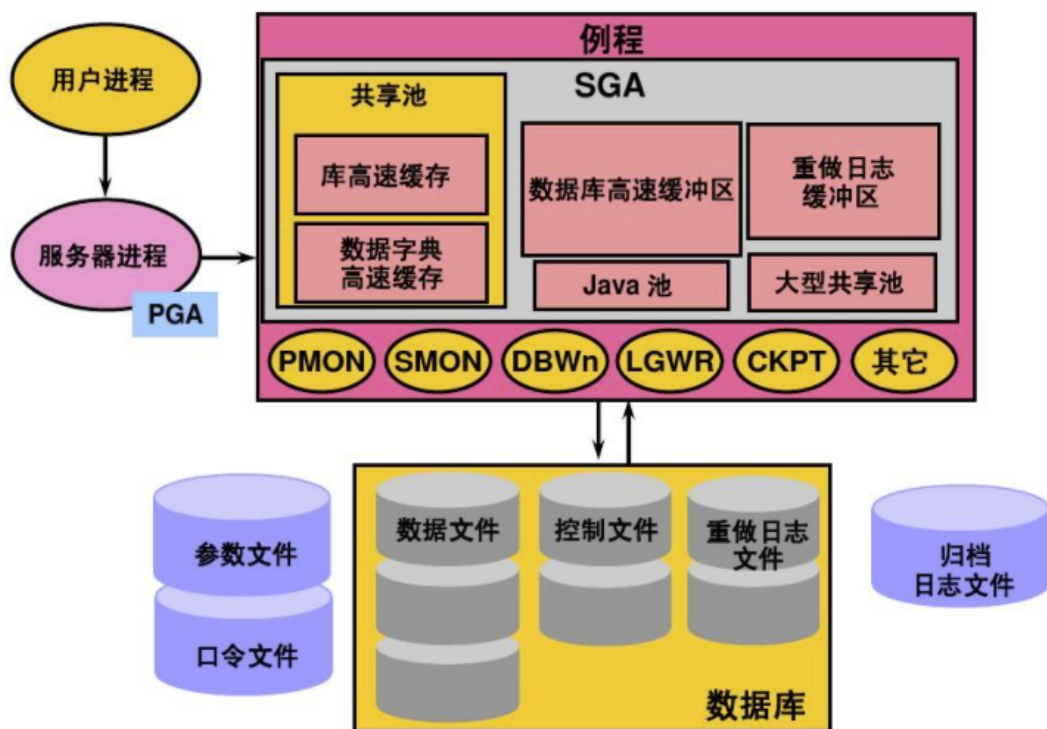 例程
用户进程
SGA
共享池
库高速缓存
数据字典
高速缓存
数据库高速缓冲区
重做日志
缓冲区
Java 池
大型共享池
服务器进程
PGA
PMON
SMON
DBWn
LGWR
CKPT
其它
参数文件
口令文件
数据文件
控制文件
重做日志
文件
数据库
归档
日志文件